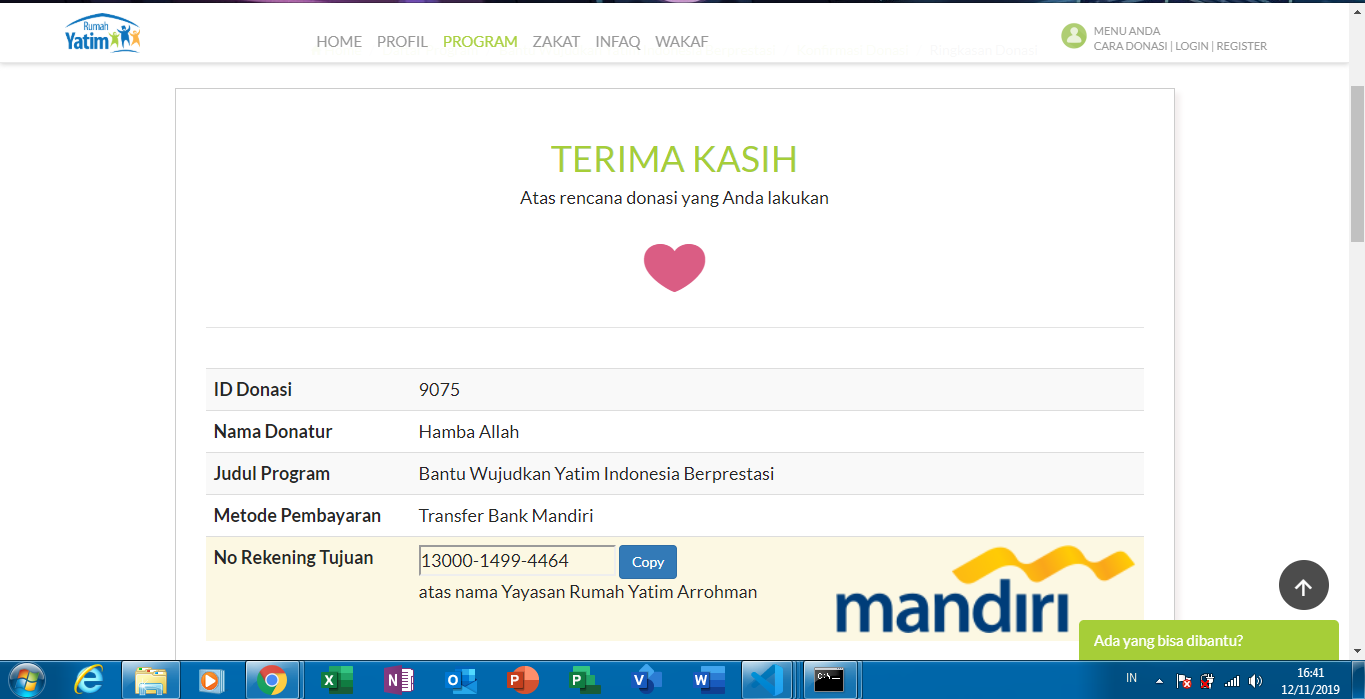 Rumah
Yatim
HOME PROFIL PROGRAM ZAKAT INFAQ WAKAF
Ringkasan Donasi
MENU ANDA
CARA DONASI | LOGIN | REGISTER
TERIMA KASIH
Atas rencana donasi yang Anda lakukan
ID Donasi 9075
Nama Donatur Hamba Allah
Judul Program Bantu Wujudkan Yatim Indonesia Berprestasi
Metode Pembayaran Transfer Bank Mandiri
No Rekening Tujuan 13000-1499-4464 Copy
atas nama Yayasan Rumah Yatim Arrohman
mandiri
Ada yang bisa dibantu?
IN
16:41
12/11/2019